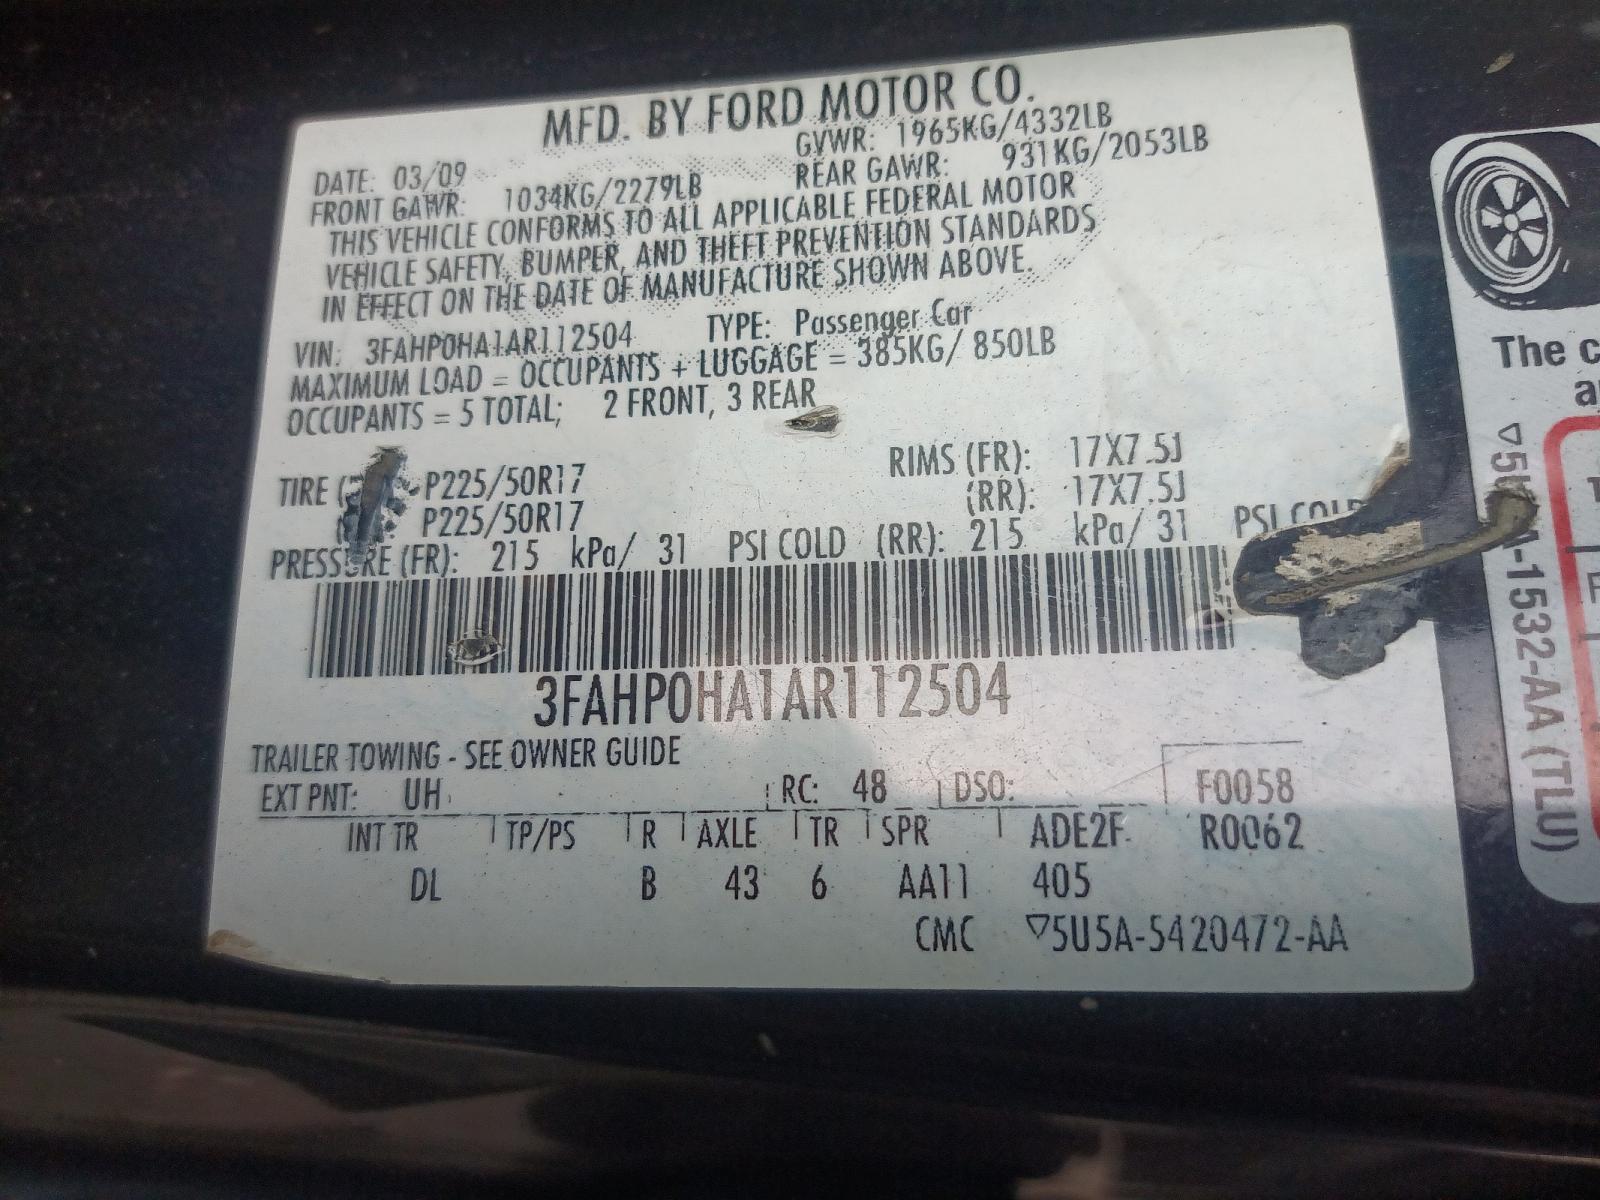 MFD. BY FORD MOTOR CO.
DATE: 03/09 GVWR: 1965KG/4332LB
FRONT GAWR: 1034KG/2279LB REAR GAWR: 931KG/2053LB
THIS VEHICLE CONFORMS TO ALL APPLICABLE FEDERAL MOTOR
VEHICLE SAFETY, BUMPER, AND THEFT PREVENTION STANDARDS
IN EFFECT ON THE DATE OF MANUFACTURE SHOWN ABOVE.
VIN: 3FAHP0HA1AR112504 TYPE: Passenger Car
MAXIMUM LOAD = OCCUPANTS + LUGGAGE = 385KG/ 850LB
OCCUPANTS = 5 TOTAL; 2 FRONT, 3 REAR
TIRE P225/50R17 RIMS (FR): 17X7.5J
P225/50R17 (RR): 17X7.5J
PRESSURE (FR): 215 kPa/ 31 PSI COLD (RR): 215 kPa/ 31 PSI COLD
3FAHP0HA1AR112504
TRAILER TOWING - SEE OWNER GUIDE
EXT PNT: UH RC: 48 DSO: F0058
INT TR TP/PS R AXLE TR SPR ADE2F R0062
DL B 43 6 AA11 405
CMC ▽5U5A-5420472-AA
The c
a
-1532-AA (TLU)